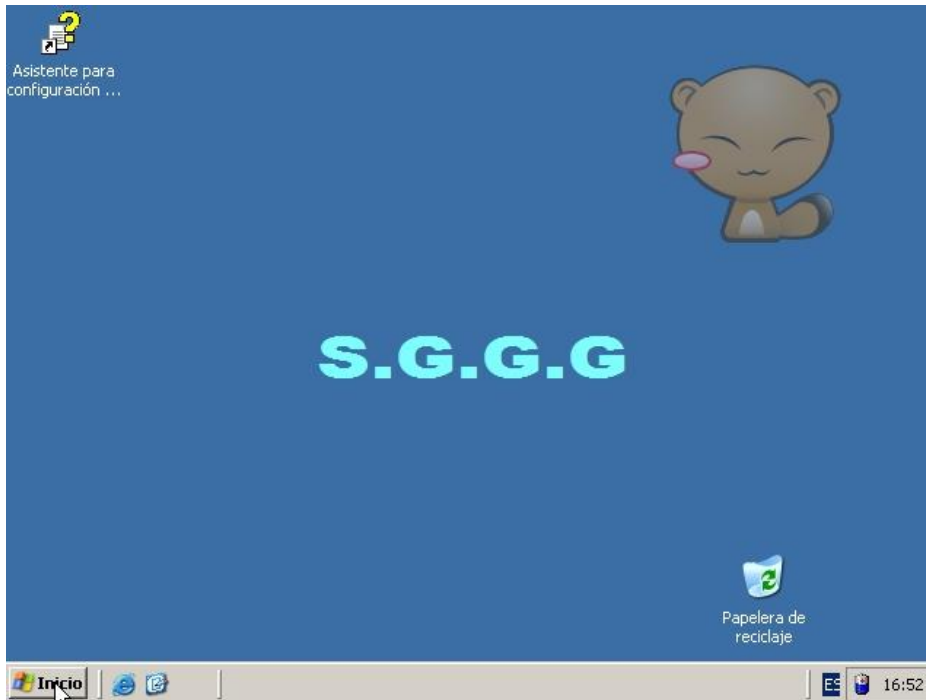 Asistente para
configuración ...
S.G.G.G
Papelera de
reciclaje
Inicio
ES
16:52